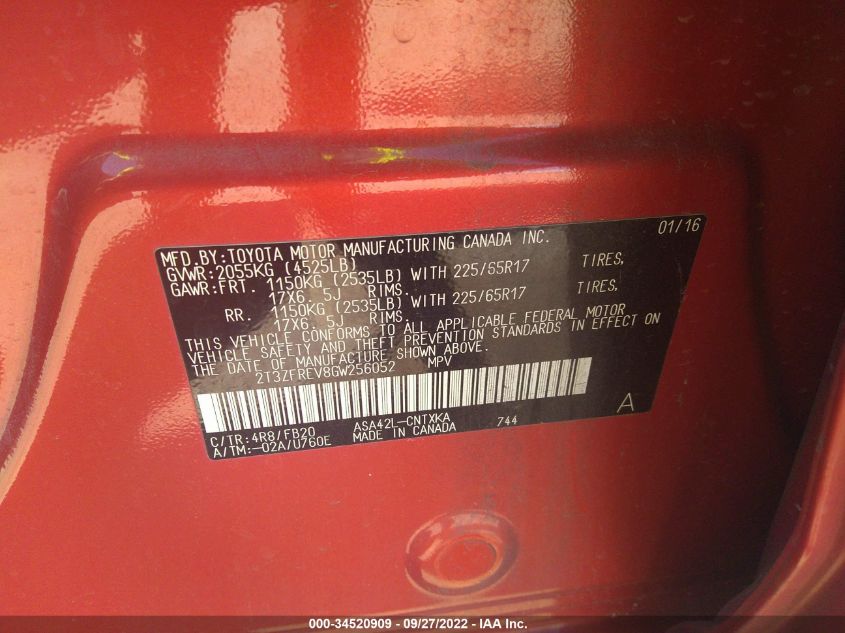 MFD.BY:TOYOTA MOTOR MANUFACTURING CANADA INC. 01/16
GVWR:2055KG (4525LB)
GAWR:FRT. 1150KG (2535LB) WITH 225/65R17 TIRES,
17X6. 5J RIMS.
RR. 1150KG (2535LB) WITH 225/65R17 TIRES,
17X6. 5J RIMS.
THIS VEHICLE CONFORMS TO ALL APPLICABLE FEDERAL MOTOR
VEHICLE SAFETY AND THEFT PREVENTION STANDARDS IN EFFECT ON
THE DATE OF MANUFACTURE SHOWN ABOVE.
2T3ZFREV8GW256052 MPV
C/TR:4R8/FB20 ASA42L-CNTXKA 744 A
A/TM:-02A/U760E MADE IN CANADA
000-34520909 - 09/27/2022 - IAA Inc.